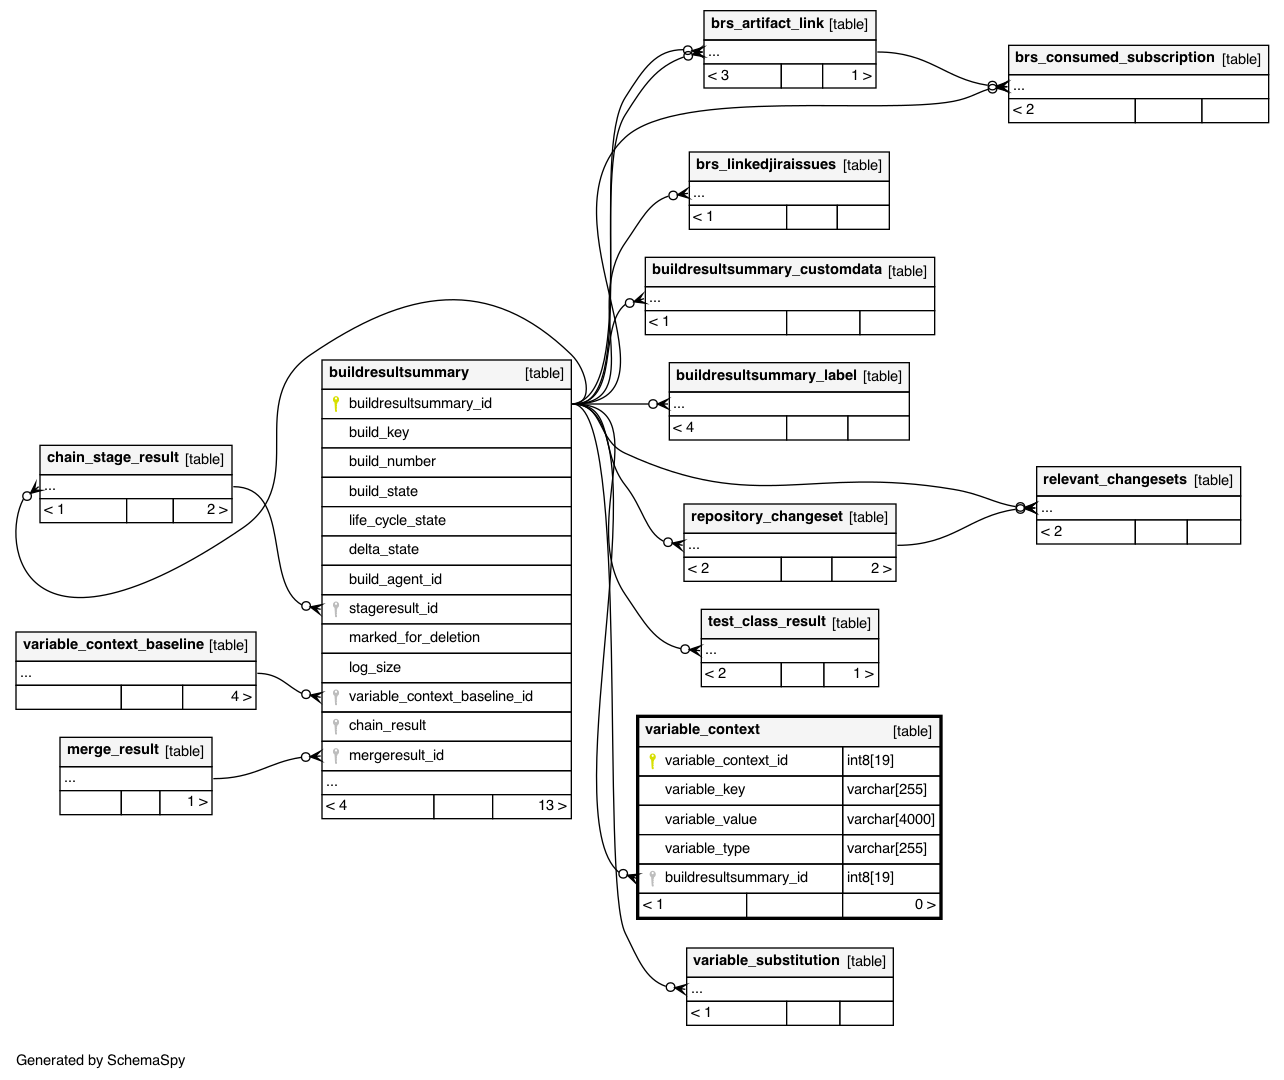 brs_artifact_link [table]
...
< 3 1 >
brs_consumed_subscription [table]
...
< 2
brs_linkedjiraissues [table]
...
< 1
buildresultsummary_customdata [table]
...
< 1
buildresultsummary [table]
buildresultsummary_id
build_key
build_number
build_state
life_cycle_state
delta_state
build_agent_id
stageresult_id
marked_for_deletion
log_size
variable_context_baseline_id
chain_result
mergeresult_id
...
< 4 13 >
buildresultsummary_label [table]
...
< 4
chain_stage_result [table]
...
< 1 2 >
relevant_changesets [table]
...
< 2
repository_changeset [table]
...
< 2 2 >
test_class_result [table]
...
< 2 1 >
variable_context_baseline [table]
...
4 >
merge_result [table]
...
1 >
variable_context [table]
variable_context_id int8[19]
variable_key varchar[255]
variable_value varchar[4000]
variable_type varchar[255]
buildresultsummary_id int8[19]
< 1 0 >
variable_substitution [table]
...
< 1
Generated by SchemaSpy